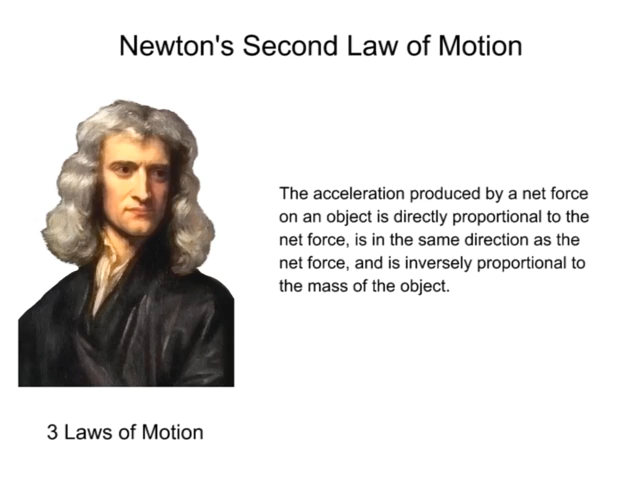 Newton's Second Law of Motion
The acceleration produced by a net force
on an object is directly proportional to the
net force, is in the same direction as the
net force, and is inversely proportional to
the mass of the object.
3 Laws of Motion